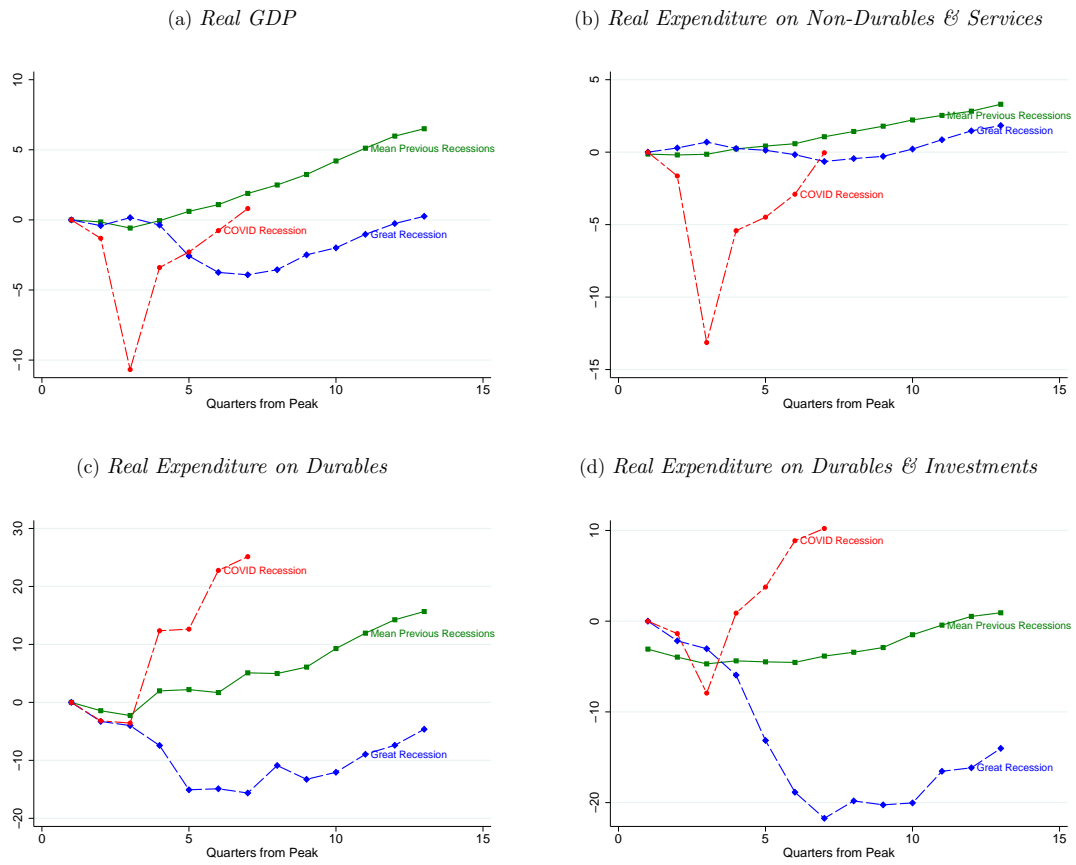 (a) Real GDP
10
5
0
−5
−10
Mean Previous Recessions
COVID Recession
Great Recession
0 5 10 15
Quarters from Peak
(b) Real Expenditure on Non-Durables & Services
5
0
−5
−10
−15
Mean Previous Recessions
Great Recession
COVID Recession
0 5 10 15
Quarters from Peak
(c) Real Expenditure on Durables
30
20
10
0
−10
−20
COVID Recession
Mean Previous Recessions
Great Recession
0 5 10 15
Quarters from Peak
(d) Real Expenditure on Durables & Investments
10
0
−10
−20
COVID Recession
Mean Previous Recessions
Great Recession
0 5 10 15
Quarters from Peak